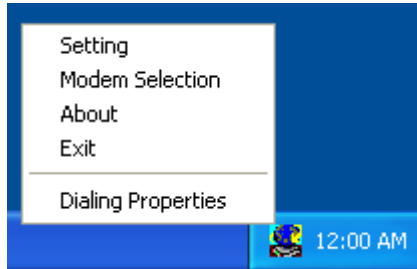 Setting
Modem Selection
About
Exit
Dialing Properties
12:00 AM